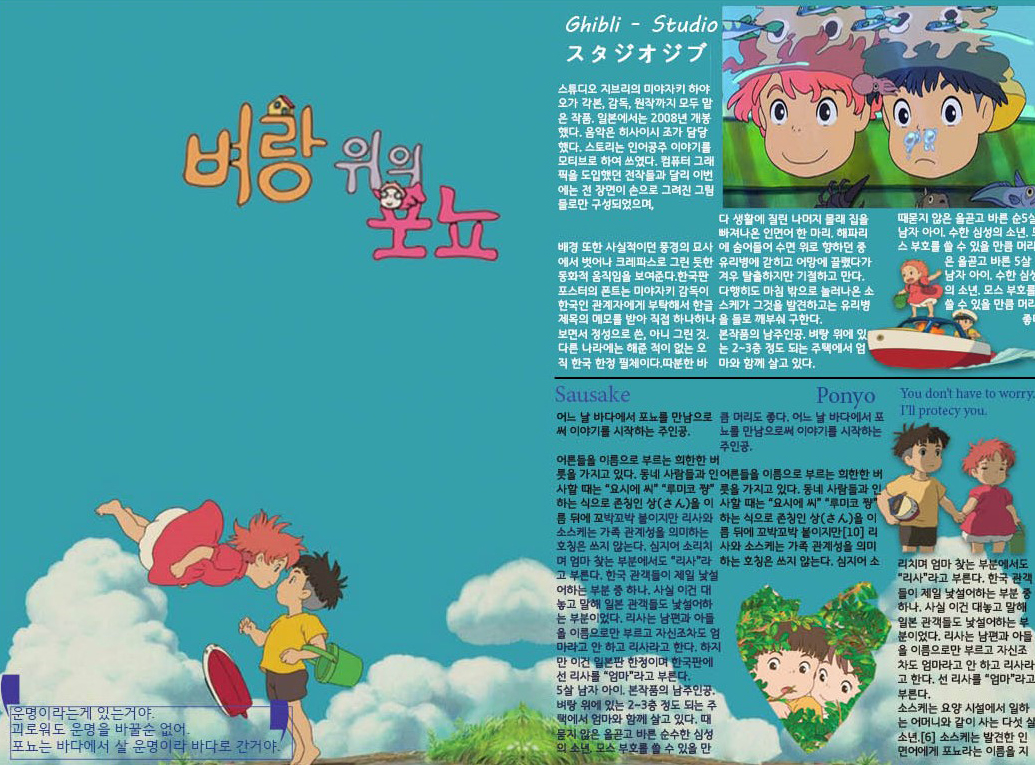 벼랑 위의
포뇨
운명이라는게 있는거야.
괴로워도 운명을 바꿀순 없어.
포뇨는 바다에서 살 운명이라 바다로 간거야.
Ghibli - Studio
スタジオジブ
스튜디오 지브리의 미야자키 하야
오가 각본, 감독, 원작까지 모두 맡
은 작품. 일본에서는 2008년 개봉
했다. 음악은 히사이시 조가 담당
했다. 스토리는 인어공주 이야기를
모티브로 하여 쓰였다. 컴퓨터 그래
픽을 도입했던 전작들과 달리 이번
에는 전 장면이 손으로 그려진 그림
들로만 구성되었으며,
배경 또한 사실적이던 풍경의 묘사
에서 벗어나 크레파스로 그린 듯한
동화적 움직임을 보여준다.한국판
포스터의 폰트는 미야자키 감독이
한국인 관계자에게 부탁해서 한글
제목의 메모를 받아 직접 하나하나
보면서 정성으로 쓴, 아니 그린 것.
다른 나라에는 해준 적이 없는 오
직 한국 한정 필체이다.따분한 바
다 생활에 질린 나머지 몰래 집을
빠져나온 인면어 한 마리. 해파리
에 숨어들어 수면 위로 향하던 중
유리병에 갇히고 어망에 끌렸다가
겨우 탈출하지만 기절하고 만다.
다행히도 마침 밖으로 놀러나온 소
스케가 그것을 발견하고는 유리병
을 돌로 깨부숴 구한다.
본작품의 남주인공. 벼랑 위에 있
는 2~3층 정도 되는 주택에서 엄
마와 함께 살고 있다.
때묻지 않은 올곧고 바른 순5살
남자 아이. 수한 심성의 소년.
스 부호를 쓸 수 있을 만큼 머리
은 올곧고 바른 5살
남자 아이. 수한 심성
의 소년. 모스 부호를
쓸 수 있을 만큼 머리
Sausake
어느 날 바다에서 포뇨를 만남으로
써 이야기를 시작하는 주인공.
어른들을 이름으로 부르는 희한한 버
릇을 가지고 있다. 동네 사람들과 인
사할 때는 “요시에 씨” “루미코 쨩”
하는 식으로 존칭인 상(さん)을 이
름 뒤에 꼬박꼬박 붙이지만 리사와
소스케는 가족 관계성을 의미하는
호칭은 쓰지 않는다. 심지어 소리치
며 엄마 찾는 부분에서도 “리사”라
고 부른다. 한국 관객들이 제일 낯설
어하는 부분 중 하나. 사실 이건 대
놓고 말해 일본 관객들도 낯설어하
는 부분이었다. 리사는 남편과 아들
을 이름으로만 부르고 자신조차도 엄
마라고 안 하고 리사라고 한다. 하지
만 이건 일본판 한정이며 한국판에
선 리사를 “엄마”라고 부른다.
5살 남자 아이. 본작품의 남주인공.
벼랑 위에 있는 2~3층 정도 되는 주
택에서 엄마와 함께 살고 있다. 때
묻지 않은 올곧고 바른 순수한 심성
의 소년. 모스 부호를 쓸 수 있을 만
Ponyo
큼 머리도 좋다. 어느 날 바다에서 포
뇨를 만남으로써 이야기를 시작하는
주인공.
어른들을 이름으로 부르는 희한한 버
릇을 가지고 있다. 동네 사람들과 인
사할 때는 “요시에 씨” “루미코 쨩”
하는 식으로 존칭인 상(さん)을 이
름 뒤에 꼬박꼬박 붙이지만[10] 리
사와 소스케는 가족 관계성을 의미
하는 호칭은 쓰지 않는다. 심지어 소
You don't have to worry.
I'll protecy you.
리치며 엄마 찾는 부분에서도
“리사”라고 부른다. 한국 관객
들이 제일 낯설어하는 부분 중
하나. 사실 이건 대놓고 말해
일본 관객들도 낯설어하는 부
분이었다. 리사는 남편과 아들
을 이름으로만 부르고 자신조
차도 엄마라고 안 하고 리사라
고 한다. 선 리사를 “엄마”라고
부른다.
소스케는 요양 시설에서 일하
는 어머니와 같이 사는 다섯 살
소년.[6] 소스케는 발견한 인
면어에게 포뇨라는 이름을 지